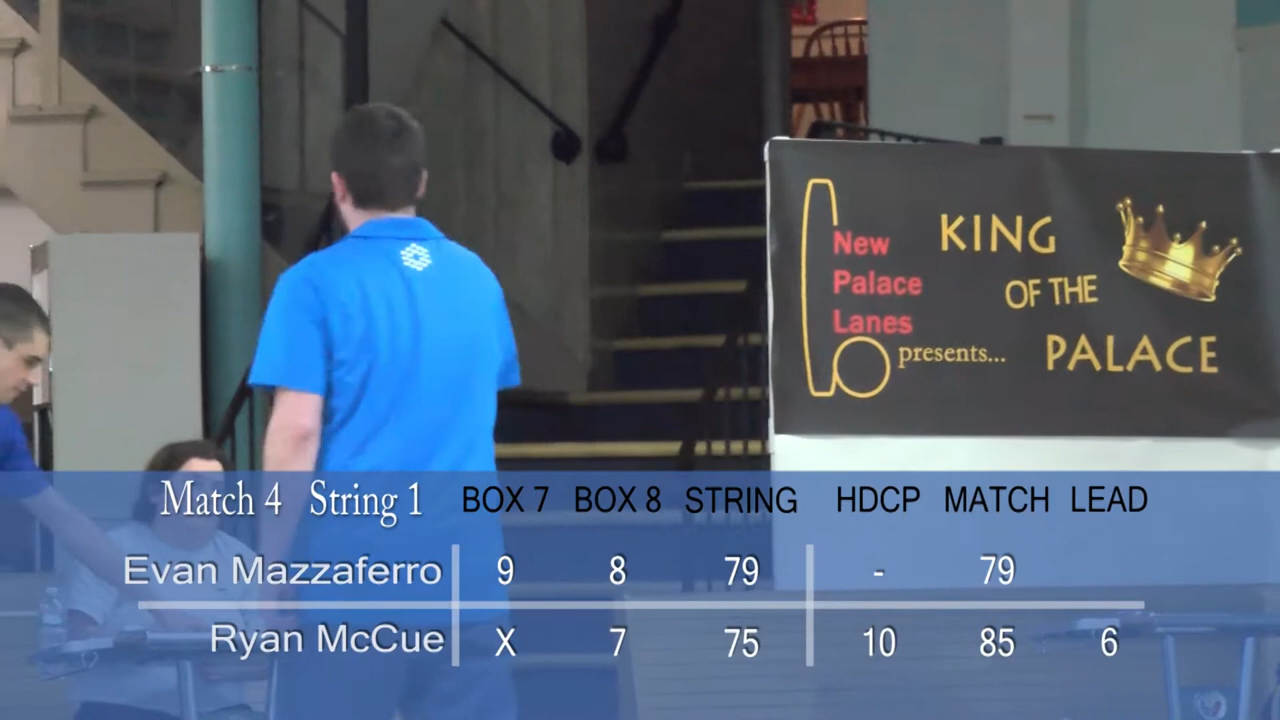 New
Palace
Lanes
presents...
KING
OF THE
PALACE
Match 4 String 1 BOX 7 BOX 8 STRING HDCP MATCH LEAD
Evan Mazzaferro 9 8 79 - 79
Ryan McCue X 7 75 10 85 6